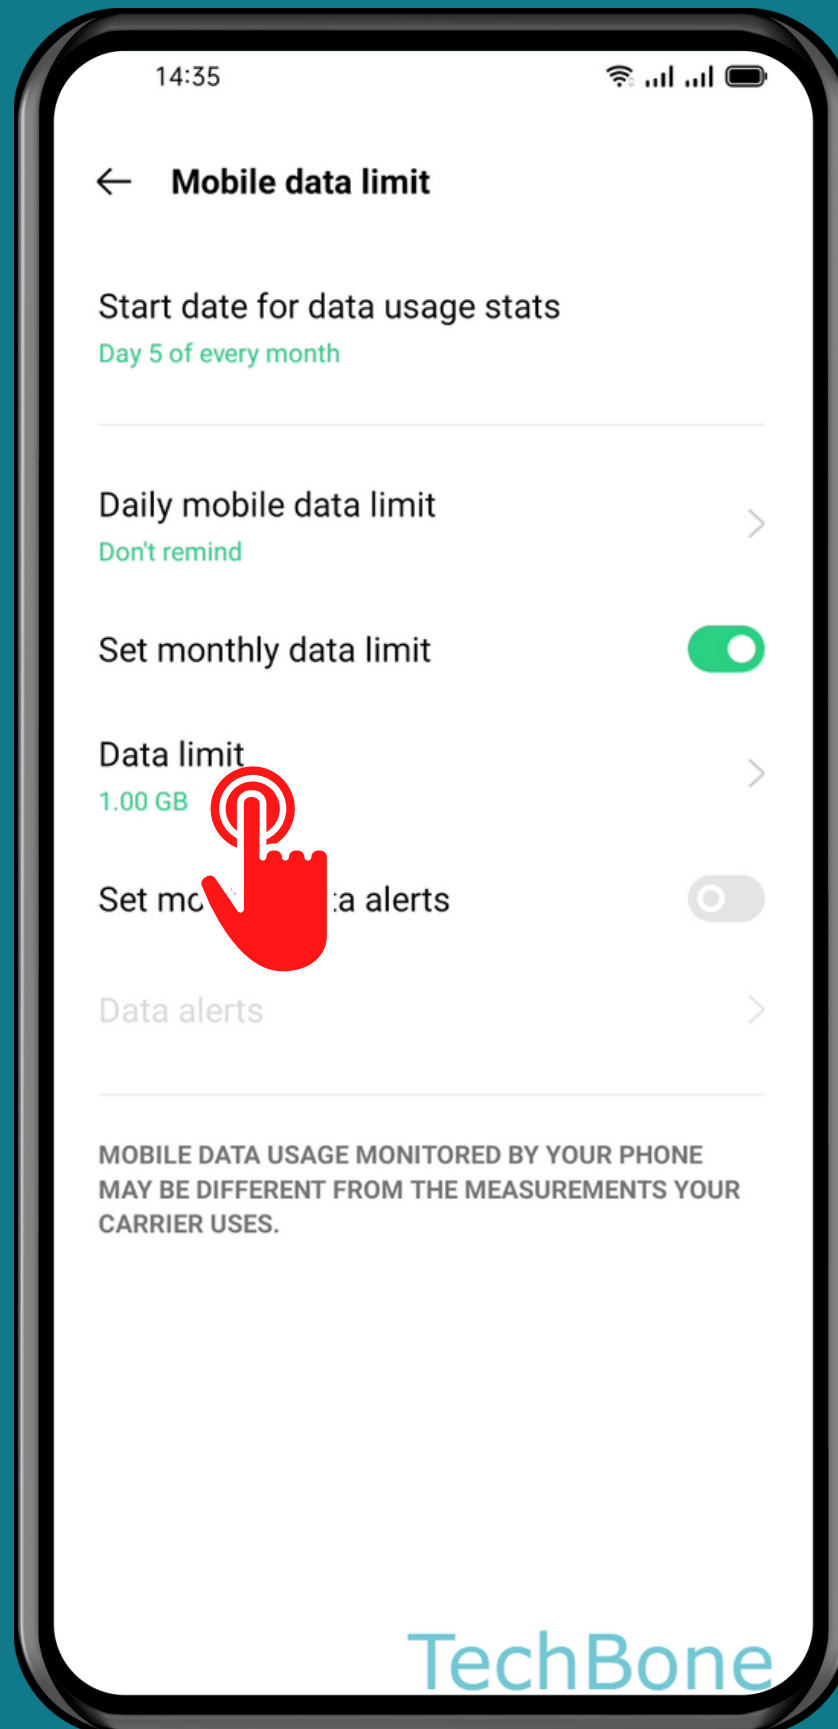 14:35
Mobile data limit
Start date for data usage stats
Day 5 of every month
Daily mobile data limit
Don't remind
Set monthly data limit
Data limit
1.00 GB
Set alerts
Data alerts
MOBILE DATA USAGE MONITORED BY YOUR PHONE
MAY BE DIFFERENT FROM THE MEASUREMENTS YOUR
CARRIER USES.
TechBone